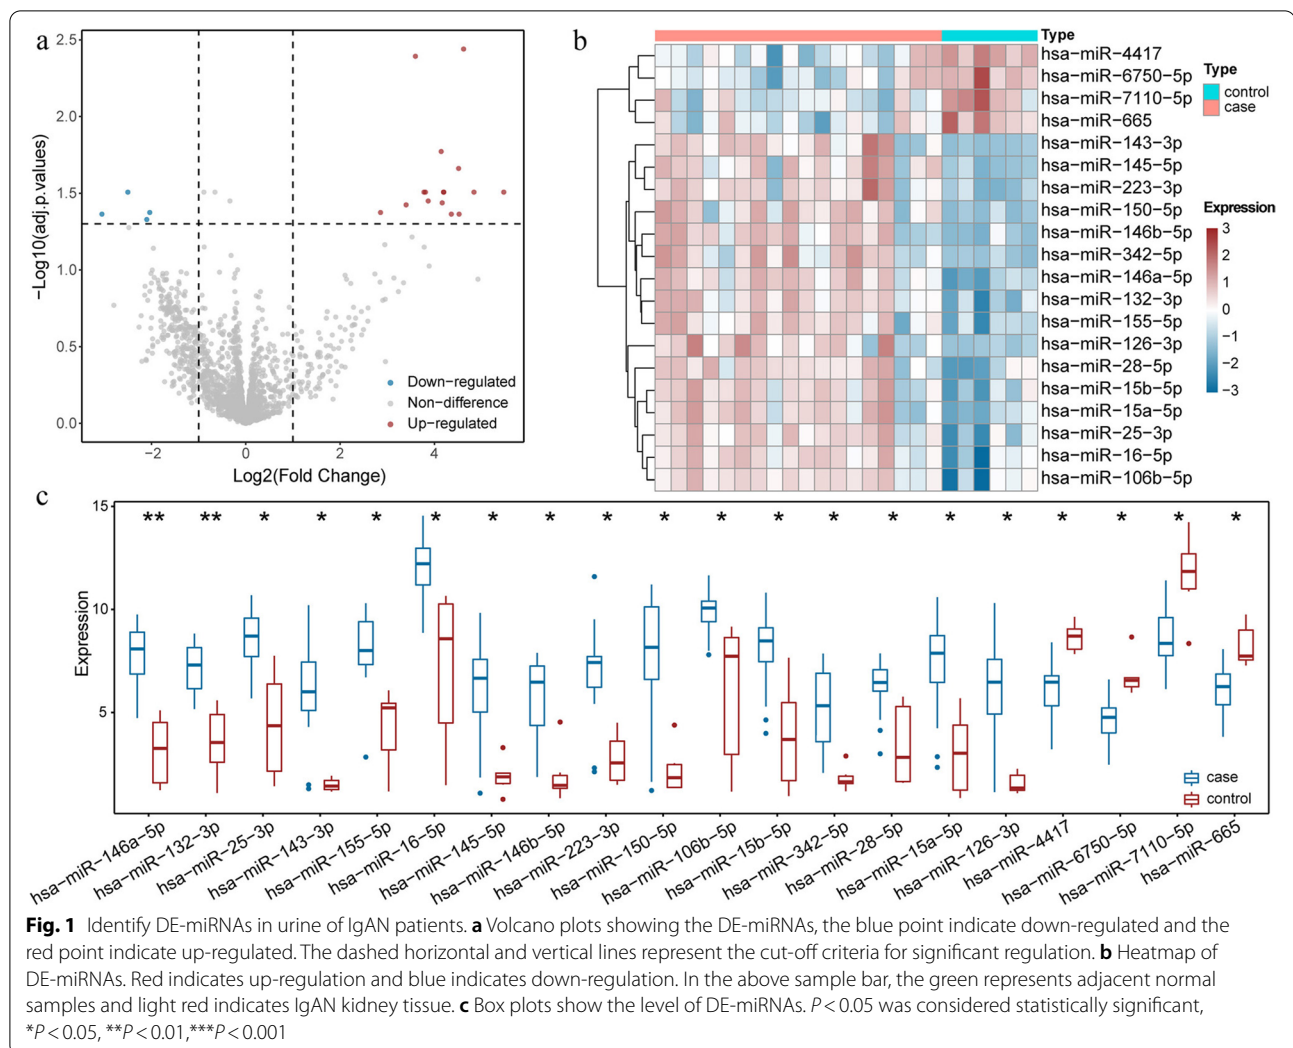 a
2.5
2.0
1.5
1.0
0.5
0.0
−Log10(adj.p.values)
−2
0
2
4
Log2(Fold Change)
Down−regulated
Non−difference
Up−regulated
b
Type
hsa−miR−4417
hsa−miR−6750−5p
hsa−miR−7110−5p
hsa−miR−665
hsa−miR−143−3p
hsa−miR−145−5p
hsa−miR−223−3p
hsa−miR−150−5p
hsa−miR−146b−5p
hsa−miR−342−5p
hsa−miR−146a−5p
hsa−miR−132−3p
hsa−miR−155−5p
hsa−miR−126−3p
hsa−miR−28−5p
hsa−miR−15b−5p
hsa−miR−15a−5p
hsa−miR−25−3p
hsa−miR−16−5p
hsa−miR−106b−5p
Type
control
case
Expression
3
2
1
0
−1
−2
−3
c
15
10
5
Expression
** ** * * * * * * * * * * * * * * * * * *
case
control
hsa−miR−146a−5p
hsa−miR−132−3p
hsa−miR−25−3p
hsa−miR−143−3p
hsa−miR−155−5p
hsa−miR−16−5p
hsa−miR−145−5p
hsa−miR−146b−5p
hsa−miR−223−3p
hsa−miR−150−5p
hsa−miR−106b−5p
hsa−miR−15b−5p
hsa−miR−342−5p
hsa−miR−28−5p
hsa−miR−15a−5p
hsa−miR−126−3p
hsa−miR−4417
hsa−miR−6750−5p
hsa−miR−7110−5p
hsa−miR−665
Fig. 1 Identify DE-miRNAs in urine of IgAN patients. a Volcano plots showing the DE-miRNAs, the blue point indicate down-regulated and the
red point indicate up-regulated. The dashed horizontal and vertical lines represent the cut-off criteria for significant regulation. b Heatmap of
DE-miRNAs. Red indicates up-regulation and blue indicates down-regulation. In the above sample bar, the green represents adjacent normal
samples and light red indicates IgAN kidney tissue. c Box plots show the level of DE-miRNAs. P < 0.05 was considered statistically significant,
*P < 0.05, **P < 0.01,***P < 0.001